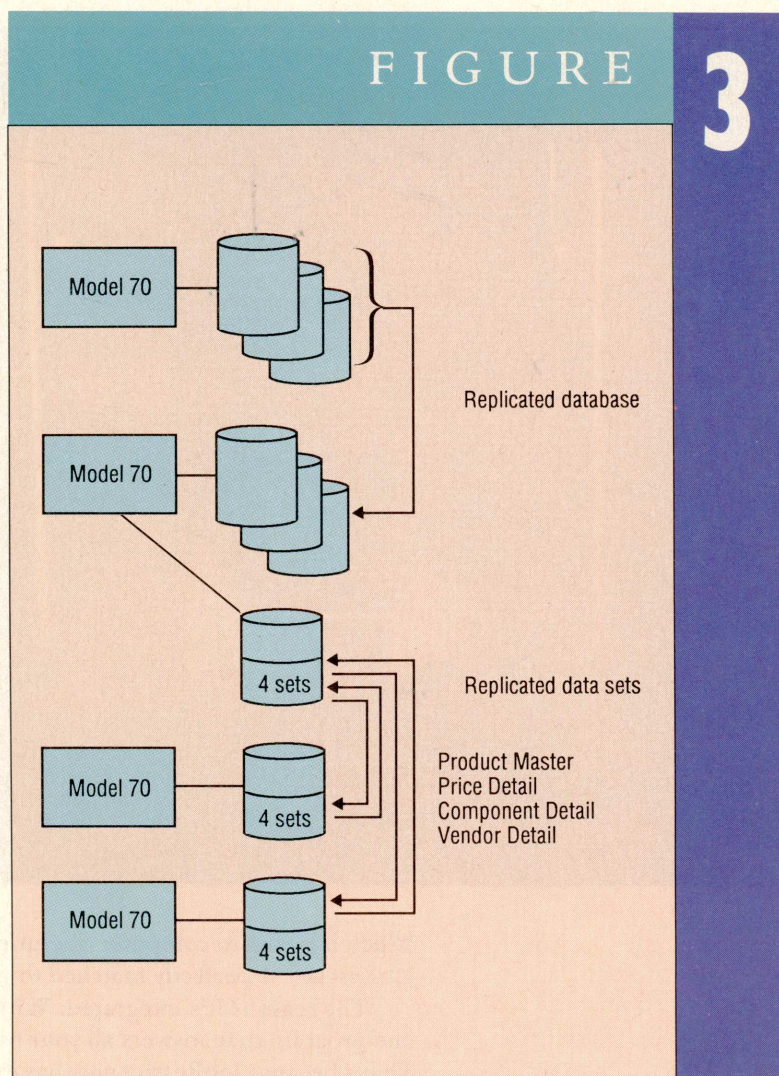 FIGURE 3
Model 70
Replicated database
Model 70
4 sets
Replicated data sets
Model 70
4 sets
Product Master
Price Detail
Component Detail
Vendor Detail
Model 70
4 sets